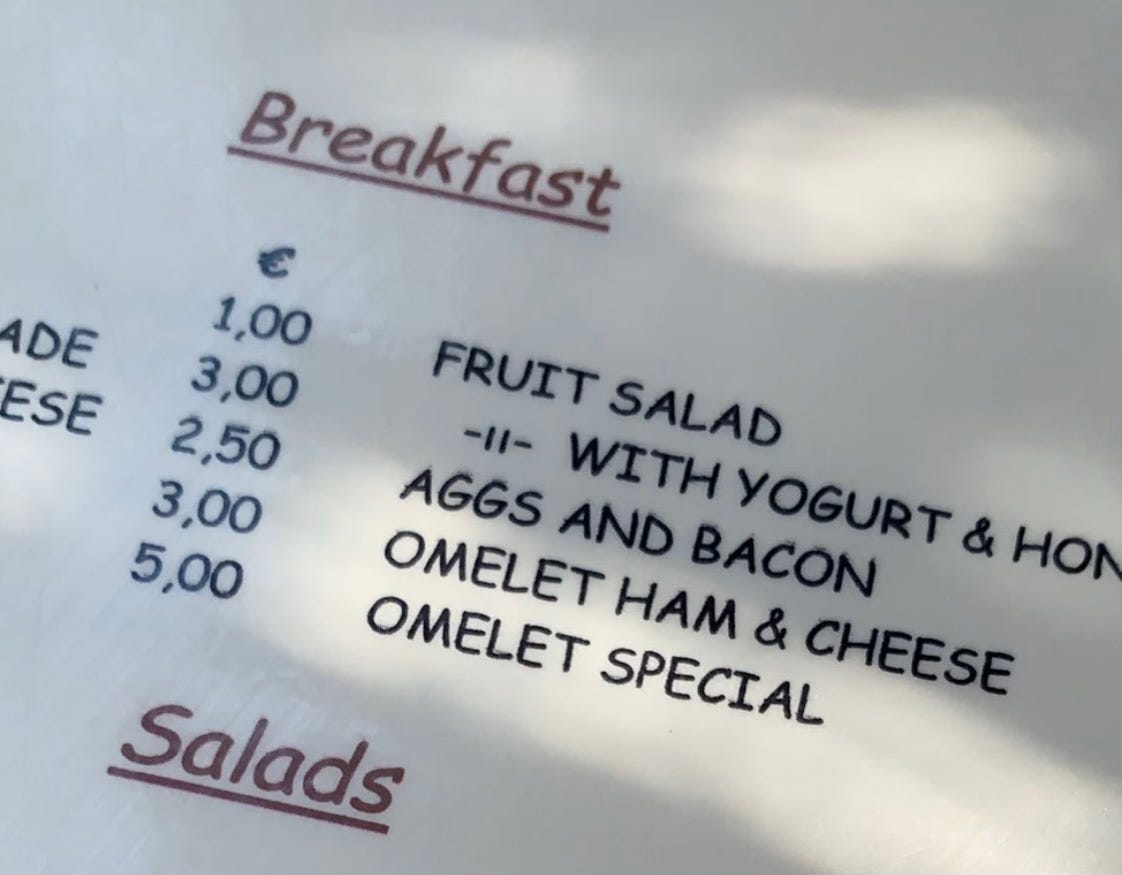 Breakfast
€
1,00
ADE 3,00 FRUIT SALAD
ESE 2,50 -11- WITH YOGURT & HON
3,00 AGGS AND BACON
5,00 OMELET HAM & CHEESE
OMELET SPECIAL
Salads